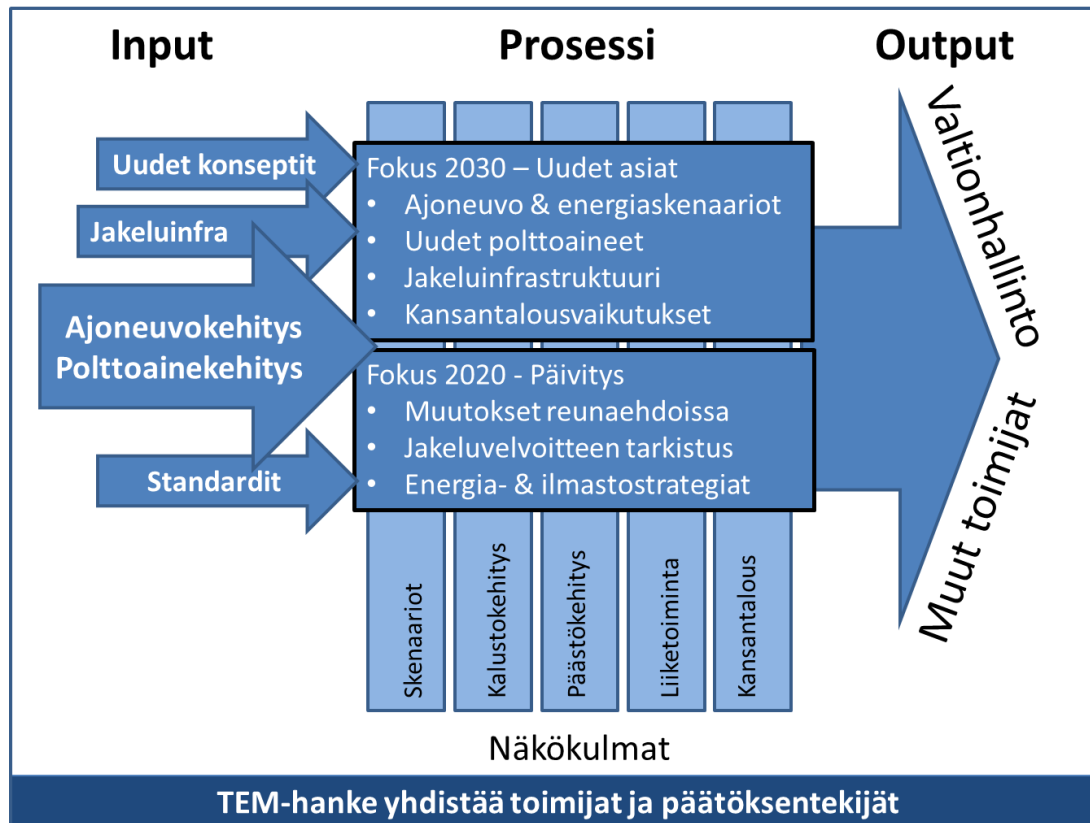 Input
Prosessi
Output
Uudet konseptit
Jakeluinfra
Ajoneuvokehitys
Polttoainekehitys
Standardit
Fokus 2030 – Uudet asiat
• Ajoneuvo & energiaskenaariot
• Uudet polttoaineet
• Jakeluinfrastruktuuri
• Kansantalousvaikutukset
Fokus 2020 - Päivitys
• Muutokset reunaehdoissa
• Jakeluvelvoitteen tarkistus
• Energia- & ilmastostrategiat
Skenaariot
Kalustokehitys
Päästökehitys
Liiketoiminta
Kansantalous
Näkökulmat
Valtionhallinto
Muut toimijat
TEM-hanke yhdistää toimijat ja päätöksentekijät